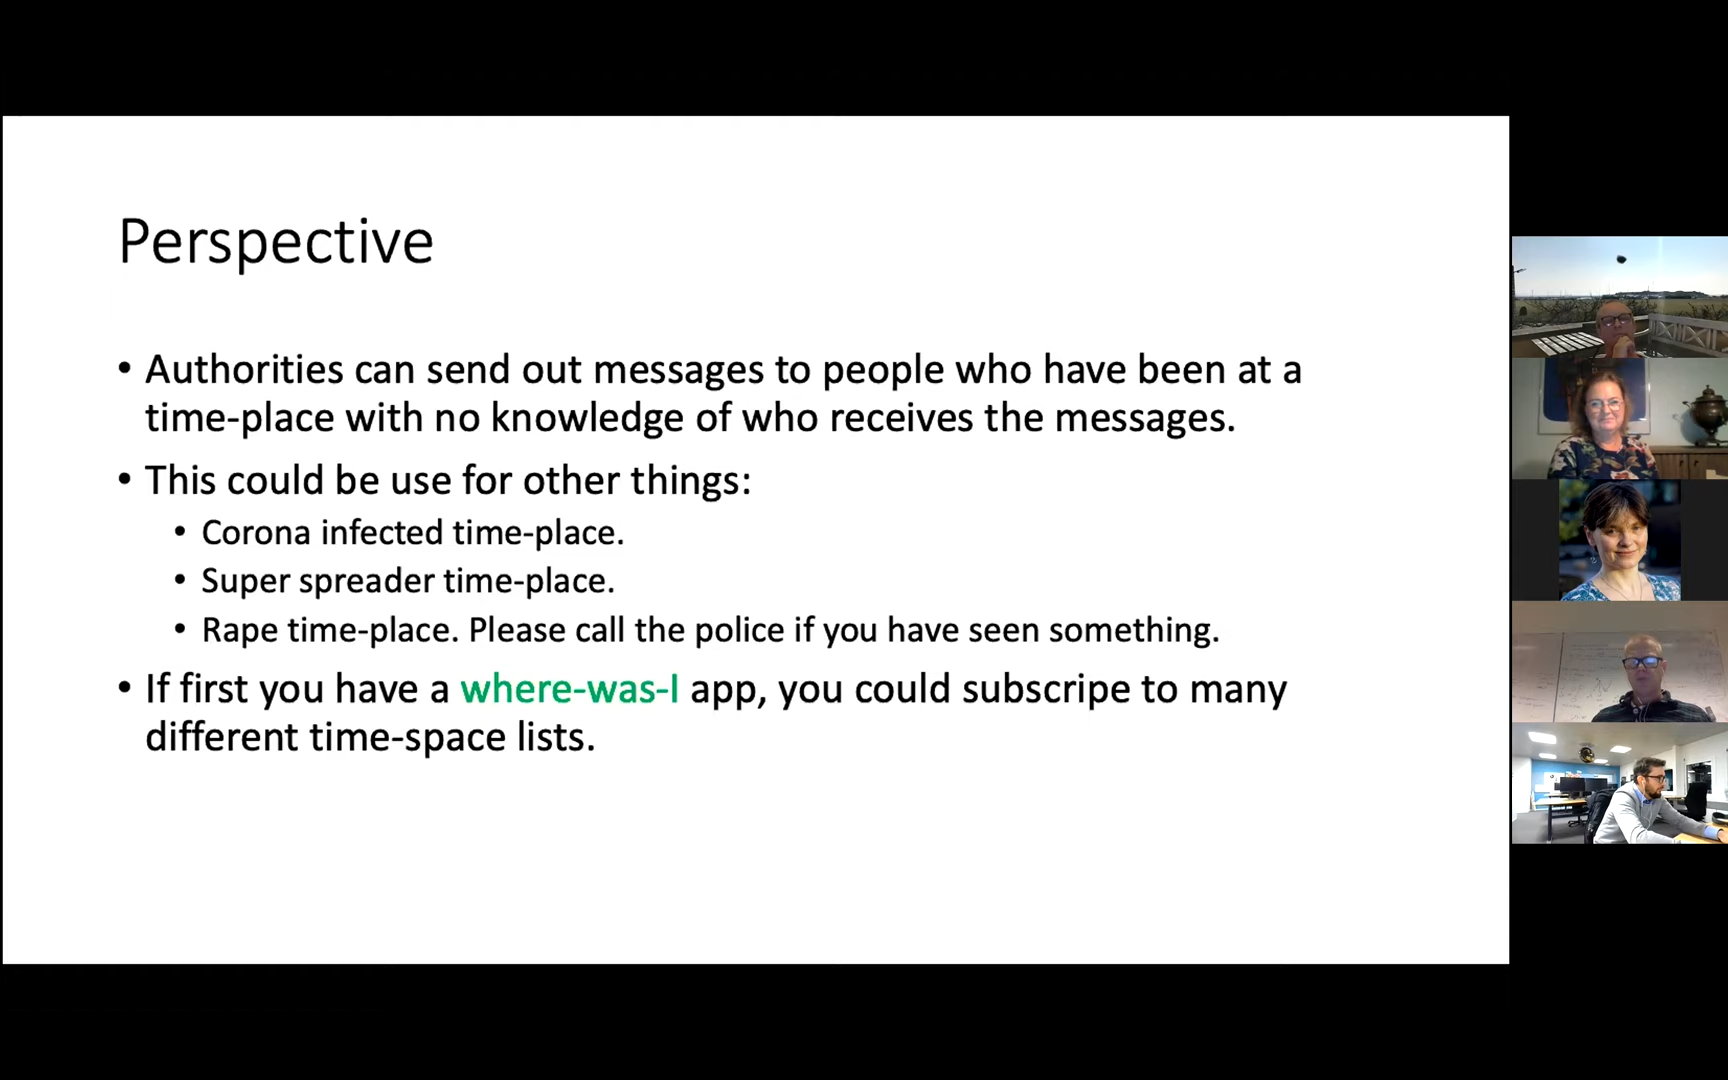 Perspective
• Authorities can send out messages to people who have been at a
time-place with no knowledge of who receives the messages.
• This could be use for other things:
• Corona infected time-place.
• Super spreader time-place.
• Rape time-place. Please call the police if you have seen something.
• If first you have a where-was-I app, you could subscripe to many
different time-space lists.